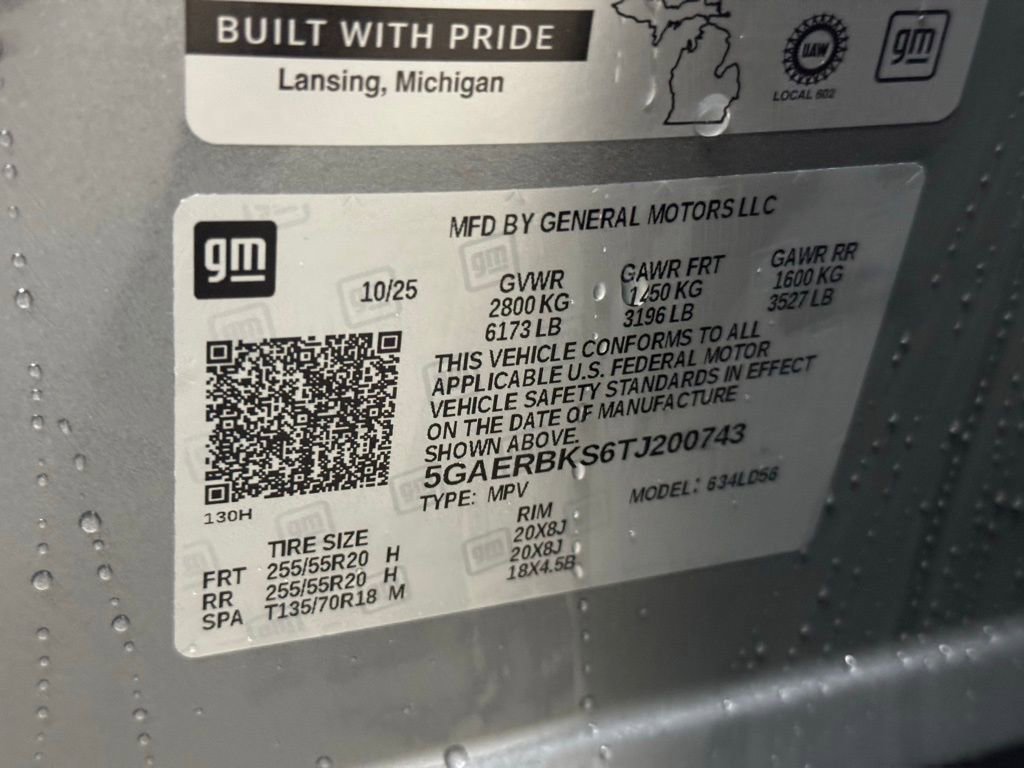 BUILT WITH PRIDE
Lansing, Michigan
UAW
LOCAL 602
gm
gm
MFD BY GENERAL MOTORS LLC
10/25
GVWR GAWR FRT GAWR RR
2800 KG 1450 KG 1600 KG
6173 LB 3196 LB 3527 LB
THIS VEHICLE CONFORMS TO ALL
APPLICABLE U.S. FEDERAL MOTOR
VEHICLE SAFETY STANDARDS IN EFFECT
ON THE DATE OF MANUFACTURE
SHOWN ABOVE.
5GAERBKS6TJ200743
TYPE: MPV MODEL: 634LD56
130H
TIRE SIZE RIM
FRT 255/55R20 H 20X8J
RR 255/55R20 H 20X8J
SPA T135/70R18 M 18X4.5B